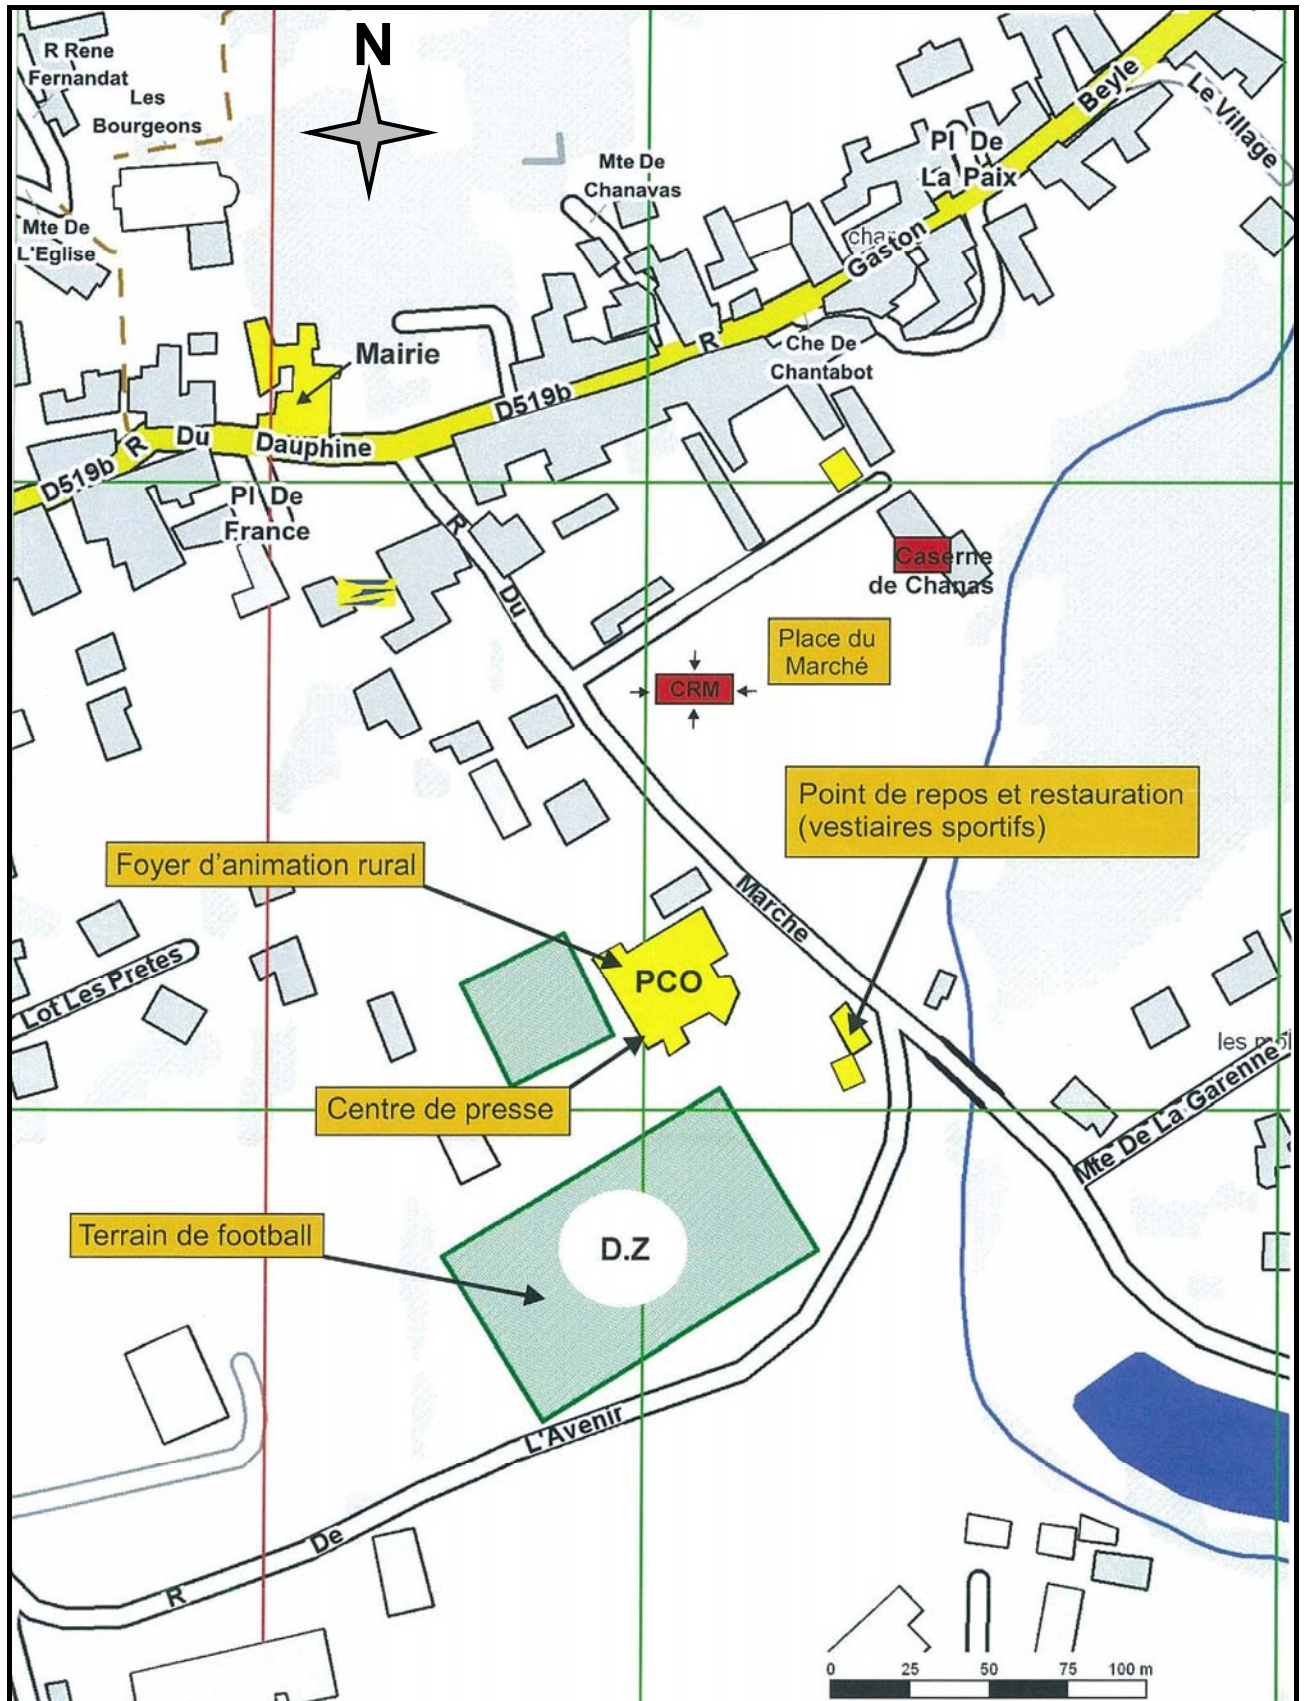 N
R Rene
Fernandat
Les
Bourgeons
Mte De
L'Eglise
Mte De
Chanavas
Beyle
Le Village
Pl De
La Paix
Gaston
R
Che De
Chantabot
Mairie
D519b
Dauphine
Du
R
D519b
Pl De
France
R
Du
Caserne
de Chanas
Place du
Marché
CRM
Point de repos et restauration
(vestiaires sportifs)
Foyer d'animation rural
Marche
Lot Les Pretes
PCO
Centre de presse
Mte De La Garenne
Terrain de football
D.Z
L'Avenir
De
R
0 25 50 75 100 m